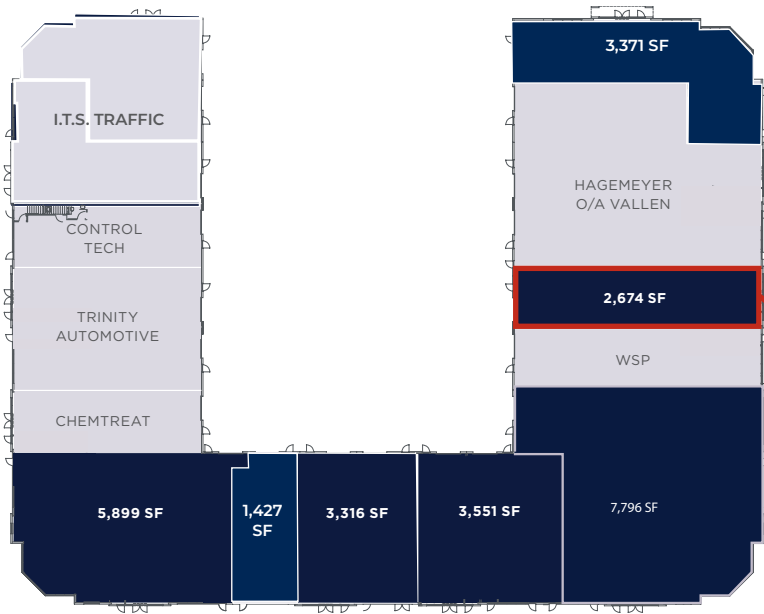 3,371 SF
I.T.S. TRAFFIC
HAGEMEYER
O/A VALLEN
CONTROL
TECH
2,674 SF
TRINITY
AUTOMOTIVE
WSP
CHEMTREAT
5,899 SF
1,427
SF
3,316 SF
3,551 SF
7,796 SF